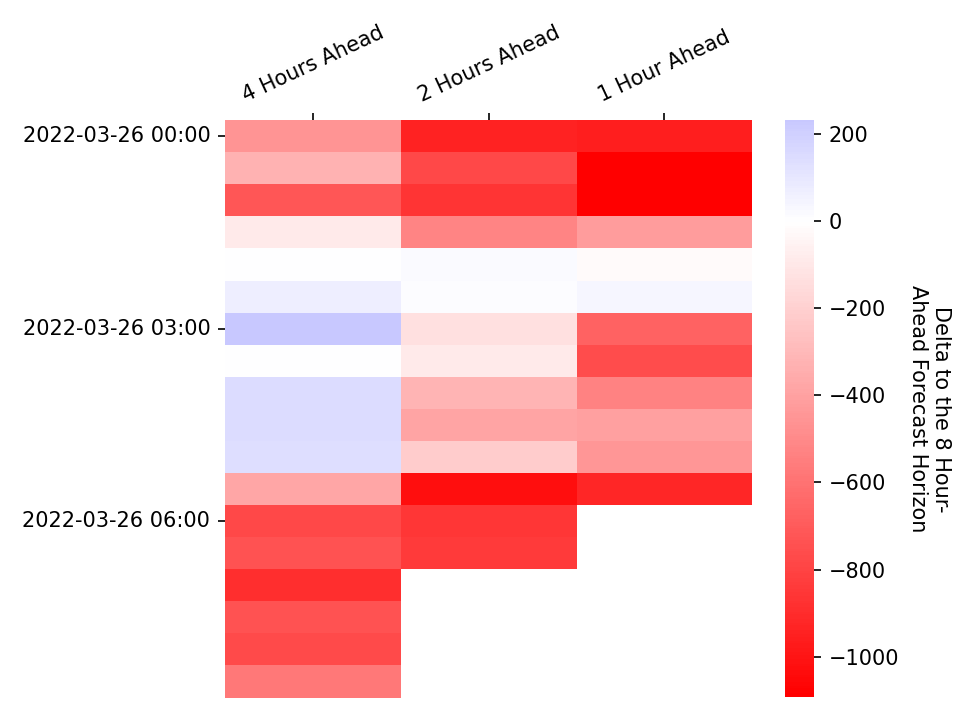 4 Hours Ahead
2 Hours Ahead
1 Hour Ahead
2022-03-26 00:00
2022-03-26 03:00
2022-03-26 06:00
200
0
−200
−400
−600
−800
−1000
Delta to the 8 Hour-
Ahead Forecast Horizon